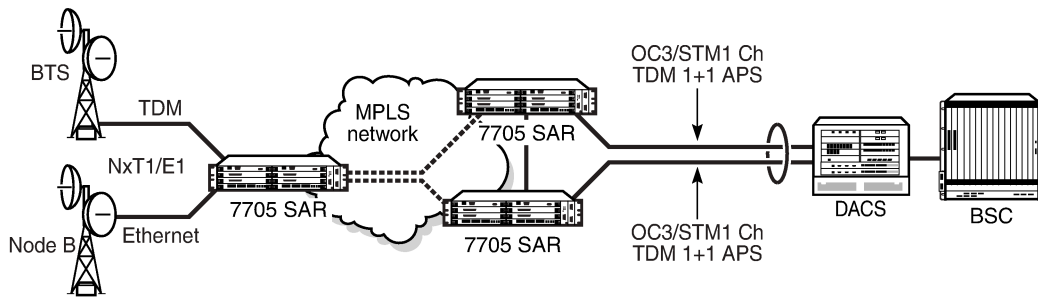 BTS
TDM
NxT1/E1
Node B
Ethernet
7705 SAR
MPLS
network
7705 SAR
7705 SAR
OC3/STM1 Ch
TDM 1+1 APS
OC3/STM1 Ch
TDM 1+1 APS
DACS
BSC